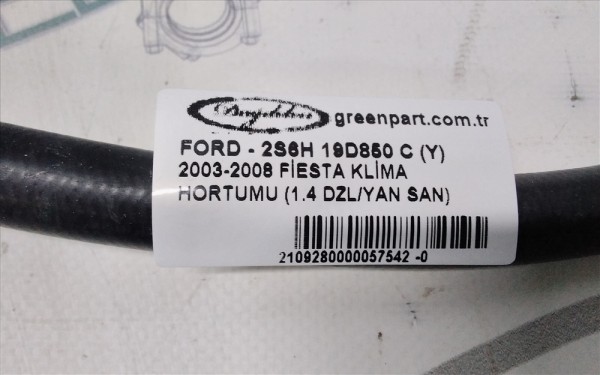 greenpart.com.tr
FORD - 2S6H 19D850 C (Y)
2003-2008 FİESTA KLİMA
HORTUMU (1.4 DZL/YAN SAN)
2109280000057542 -0